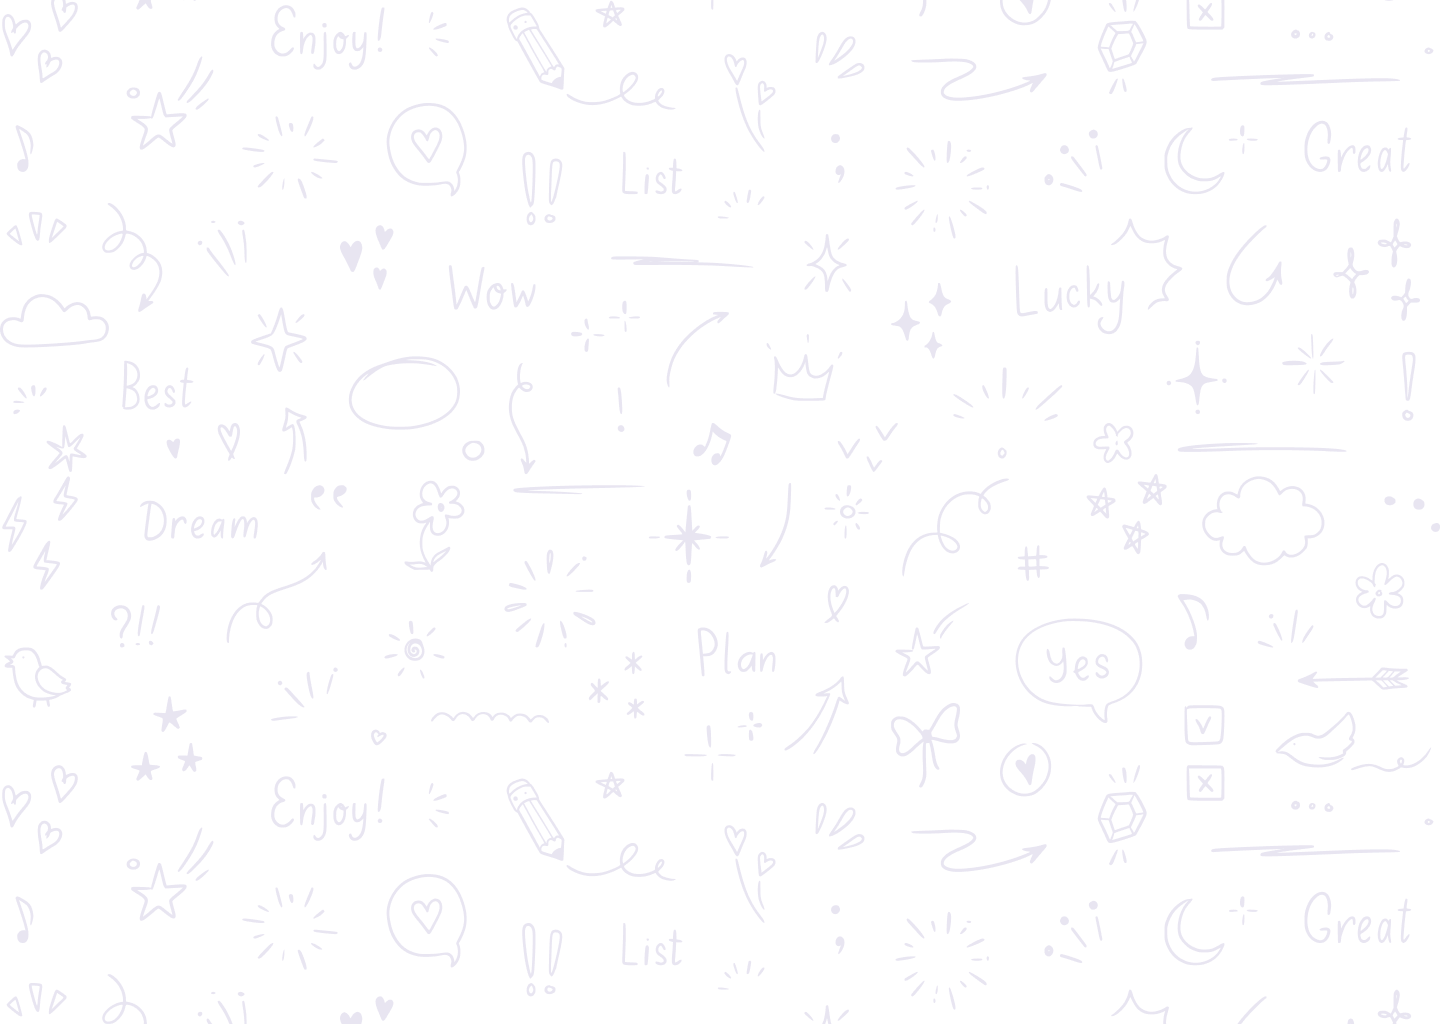 Enjoy!
Great
List
Wow
Lucky
Best
!
Dream
#
?!!
Plan
Yes
Enjoy!
Great
List